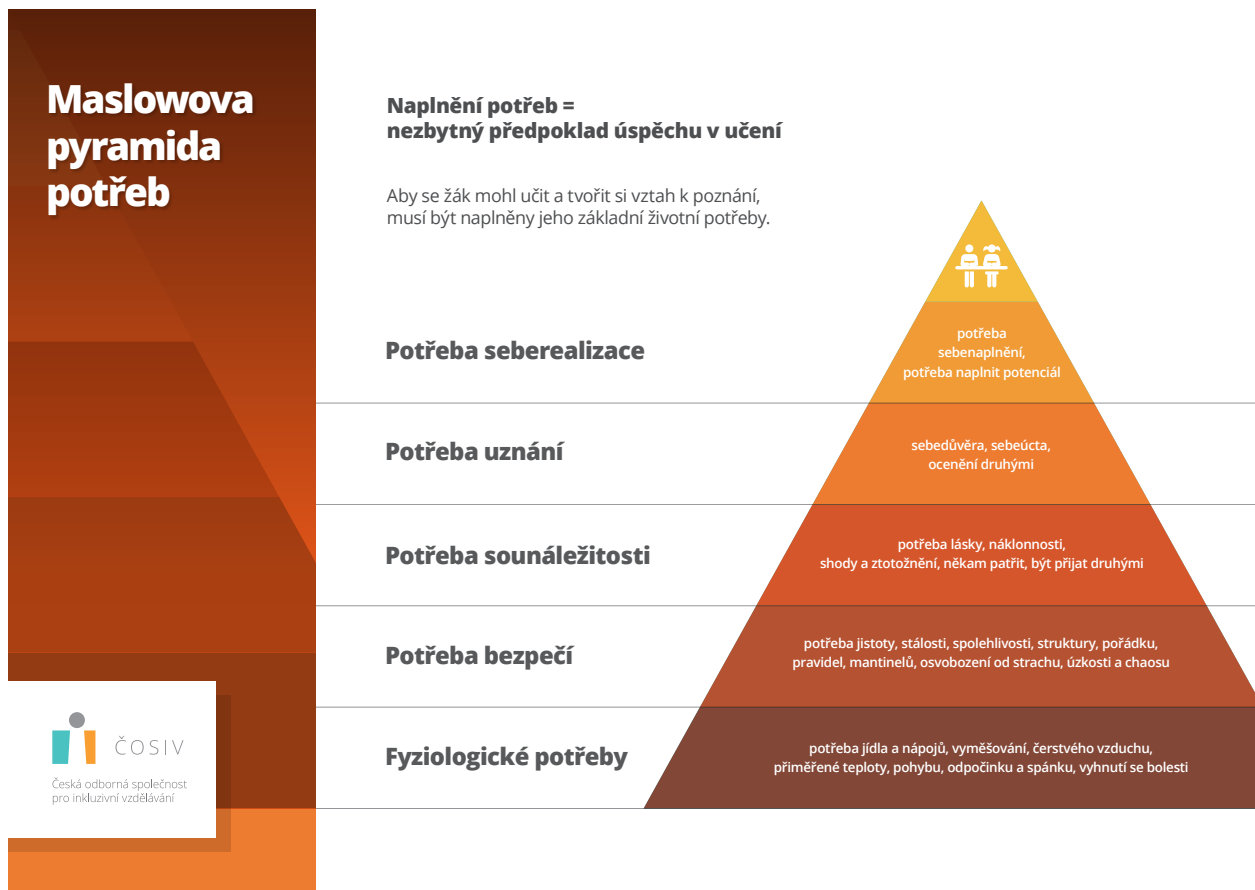 Maslowova
pyramida
potřeb
Naplnění potřeb =
nezbytný předpoklad úspěchu v učení
Aby se žák mohl učit a tvořit si vztah k poznání,
musí být naplněny jeho základní životní potřeby.
Potřeba seberealizace
potřeba
sebenaplnění,
potřeba naplnit potenciál
Potřeba uznání
sebedůvěra, sebeúcta,
ocenění druhými
Potřeba sounáležitosti
potřeba lásky, náklonnosti,
shody a ztotožnění, někam patřit, být přijat druhými
Potřeba bezpečí
potřeba jistoty, stálosti, spolehlivosti, struktury, pořádku,
pravidel, mantinelů, osvobození od strachu, úzkosti a chaosu
Fyziologické potřeby
potřeba jídla a nápojů, vyměšování, čerstvého vzduchu,
přiměřené teploty, pohybu, odpočinku a spánku, vyhnutí se bolesti
ČOSIV
Česká odborná společnost
pro inkluzivní vzdělávání